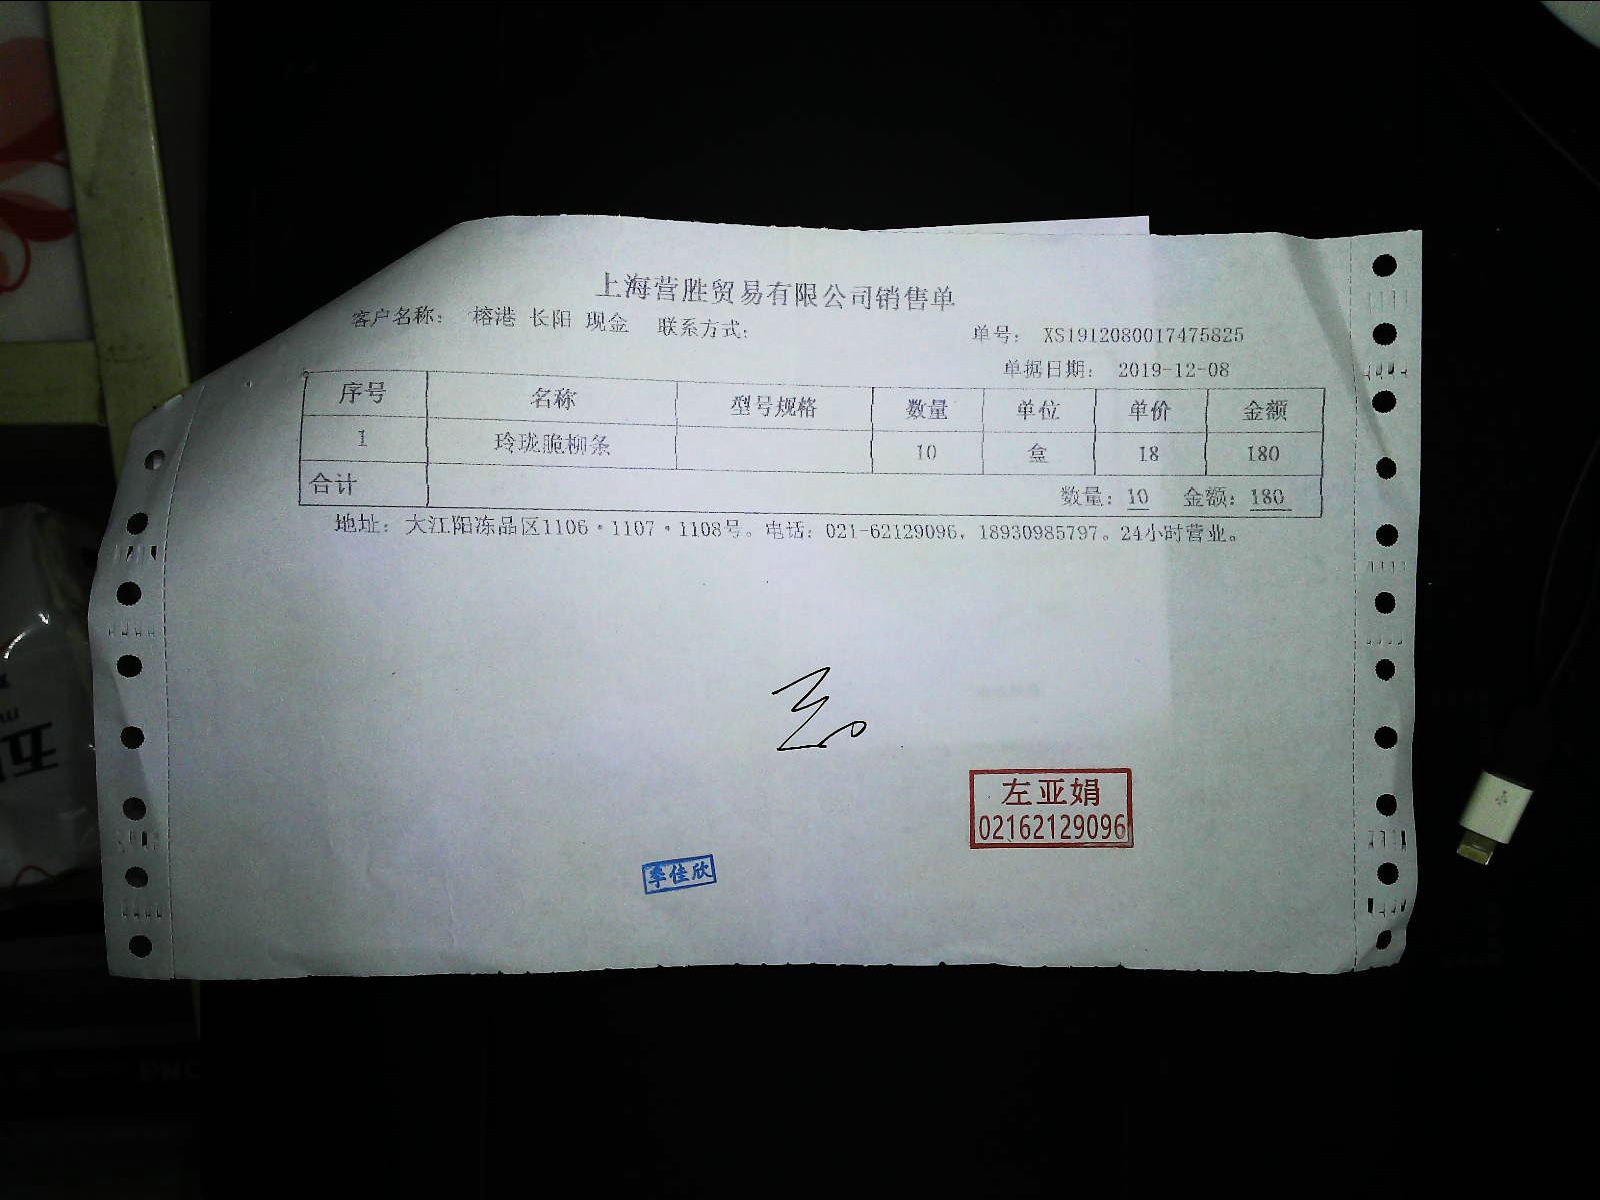 上海营胜贸易有限公司销售单
客户名称： 榕港 长阳 现金 联系方式： 单号： XS1912080017475825
单据日期： 2019-12-08
序号 名称 型号规格 数量 单位 单价 金额
1 玲珑脆柳条 10 盒 18 180
合计 数量：10 金额：180
地址： 大江阳冻品区1106·1107·1108号。电话：021-62129096，18930985797。24小时营业。
左亚娟
02162129096
李佳欣